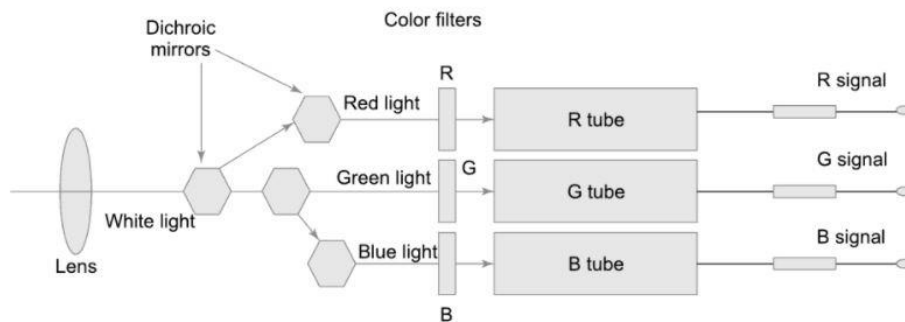 Color filters
Dichroic
mirrors
R
R signal
Red light
R tube
G signal
Green light
G
G tube
White light
B signal
Blue light
B tube
Lens
B